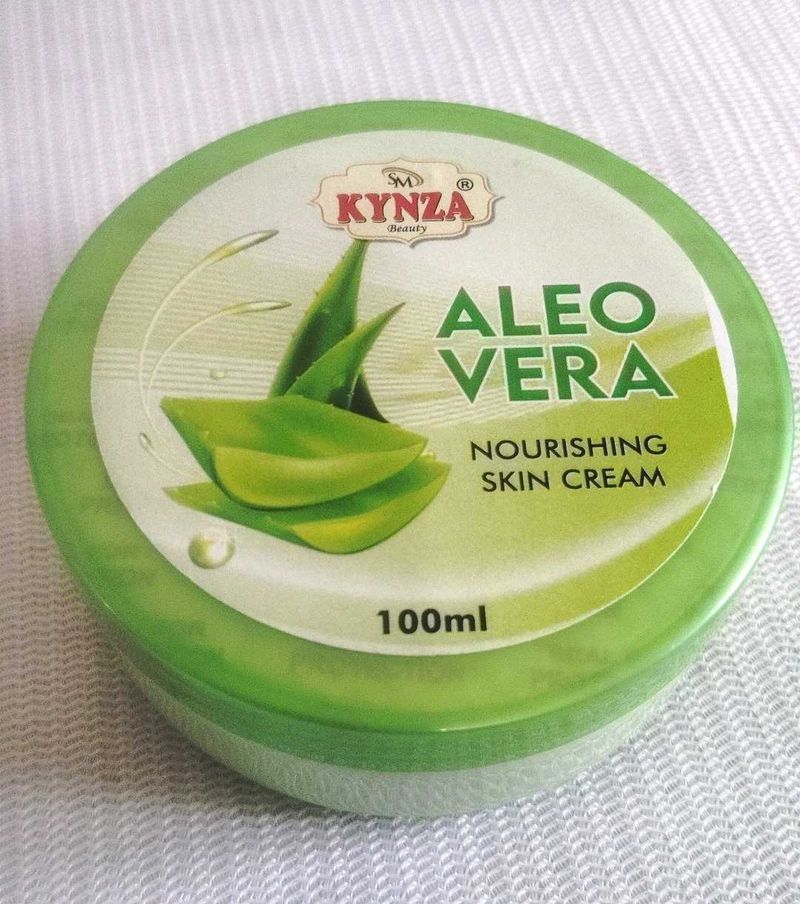 SM
KYNZA®
Beauty
ALEO
VERA
NOURISHING
SKIN CREAM
100ml